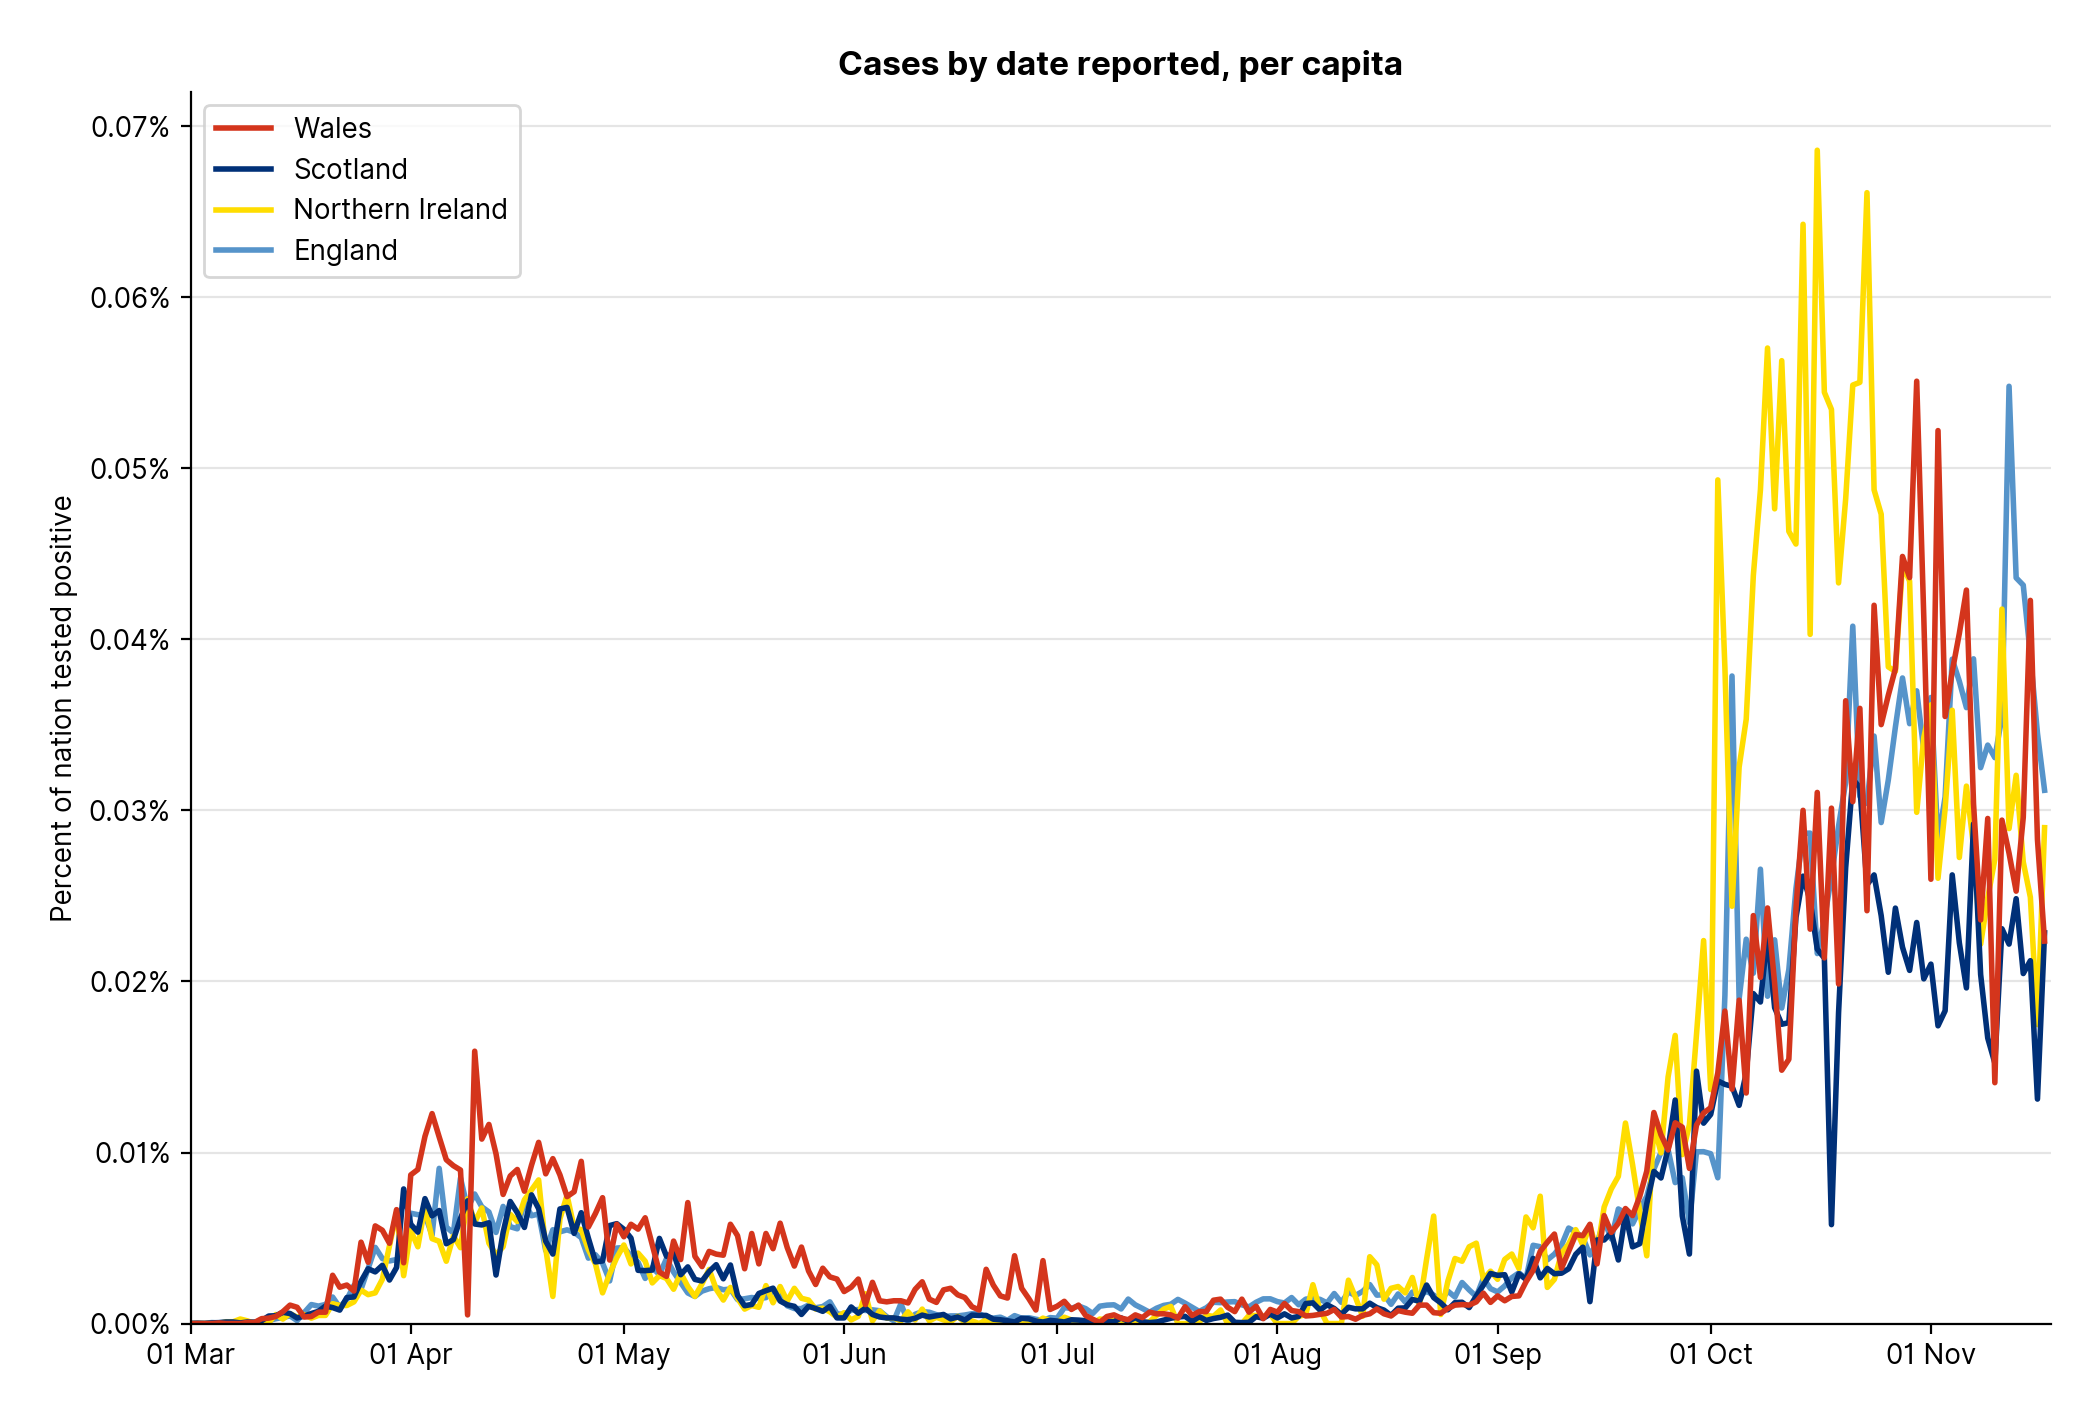 Cases by date reported, per capita
Wales
Scotland
Northern Ireland
England
Percent of nation tested positive
0.07%
0.06%
0.05%
0.04%
0.03%
0.02%
0.01%
0.00%
01 Mar
01 Apr
01 May
01 Jun
01 Jul
01 Aug
01 Sep
01 Oct
01 Nov